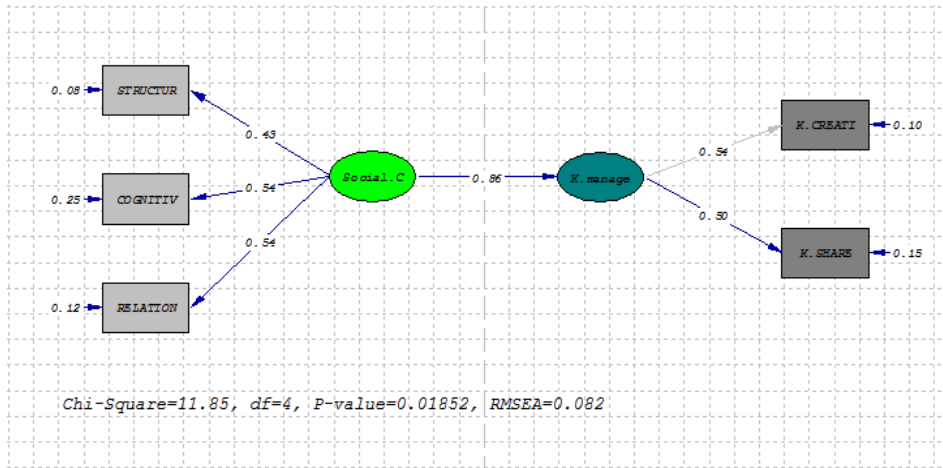 0.08 STRUCTUR
0.43
K.CREATI 0.10
0.54
Social.C 0.86 K.manage
0.25 COGNITIV 0.54
0.50
0.54
K.SHARE 0.15
0.12 RELATION
Chi-Square=11.85, df=4, P-value=0.01852, RMSEA=0.082